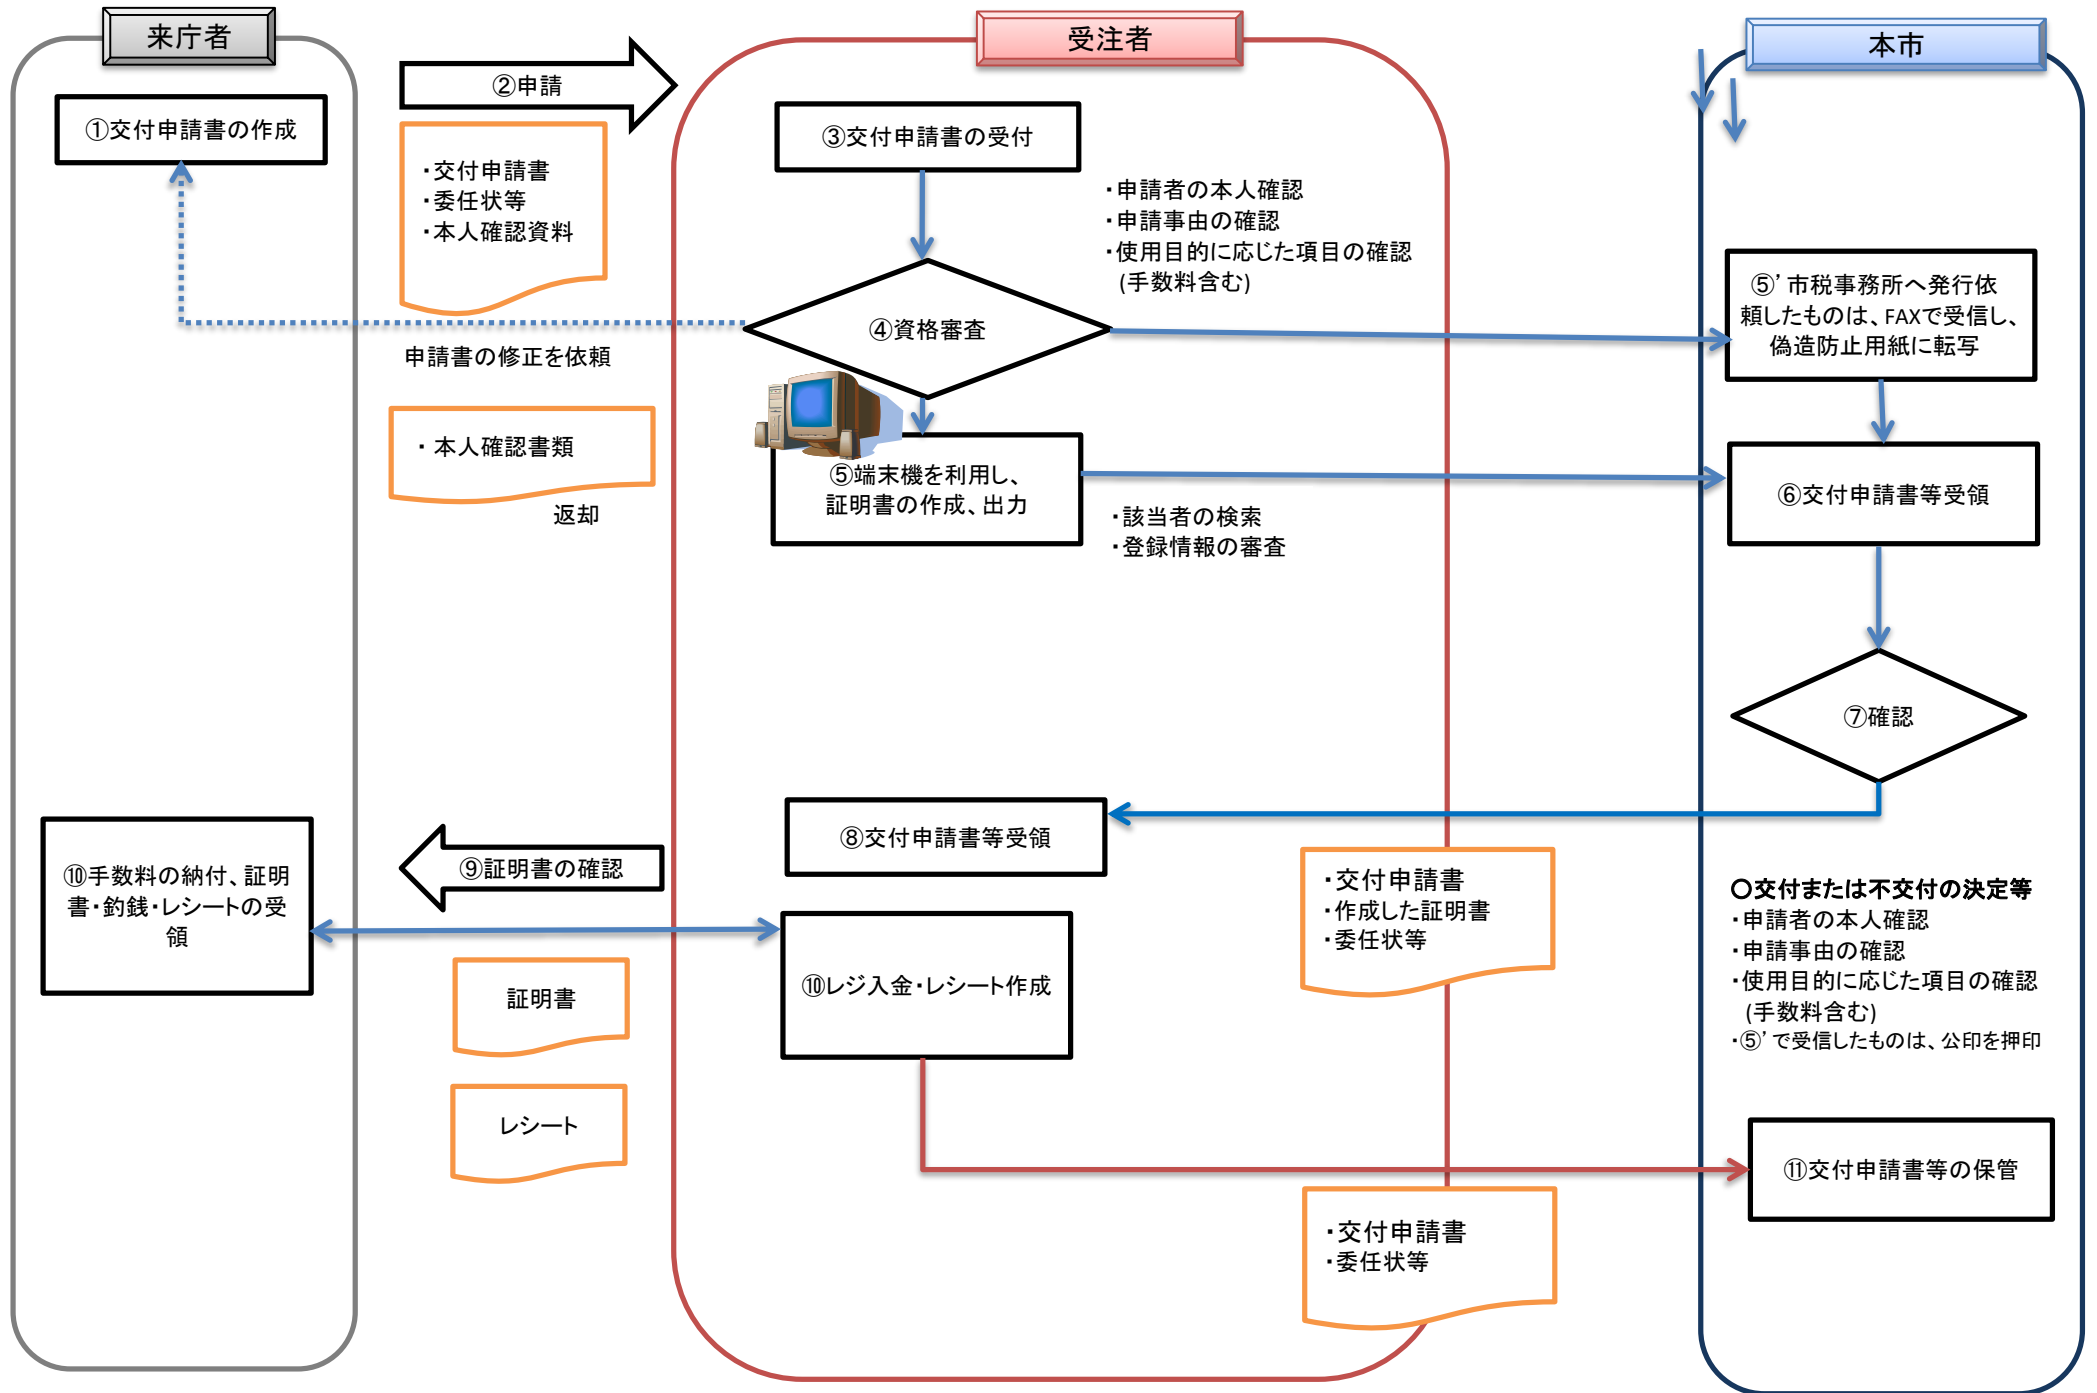 来庁者
受注者
本市
①交付申請書の作成
②申請
・交付申請書
・委任状等
・本人確認資料
③交付申請書の受付
・申請者の本人確認
・申請事由の確認
・使用目的に応じた項目の確認
(手数料含む)
④資格審査
申請書の修正を依頼
・本人確認書類
返却
⑤端末機を利用し、
証明書の作成、出力
・該当者の検索
・登録情報の審査
⑤’市税事務所へ発行依
頼したものは、FAXで受信し、
偽造防止用紙に転写
⑥交付申請書等受領
⑦確認
⑧交付申請書等受領
⑨証明書の確認
⑩手数料の納付、証明
書・釣銭・レシートの受
領
⑩レジ入金・レシート作成
証明書
レシート
・交付申請書
・作成した証明書
・委任状等
〇交付または不交付の決定等
・申請者の本人確認
・申請事由の確認
・使用目的に応じた項目の確認
(手数料含む)
・⑤’で受信したものは、公印を押印
⑪交付申請書等の保管
・交付申請書
・委任状等